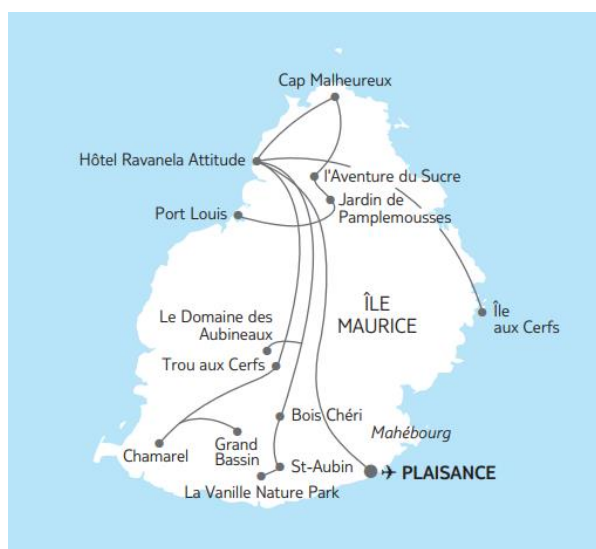 Cap Malheureux
Hôtel Ravanela Attitude
l'Aventure du Sucre
Jardin de
Pamplemousses
Port Louis
ÎLE
MAURICE
Île
aux Cerfs
Le Domaine des
Aubineaux
Trou aux Cerfs
Bois Chéri
Mahébourg
Grand
Bassin
Chamarel
St-Aubin
PLAISANCE
La Vanille Nature Park